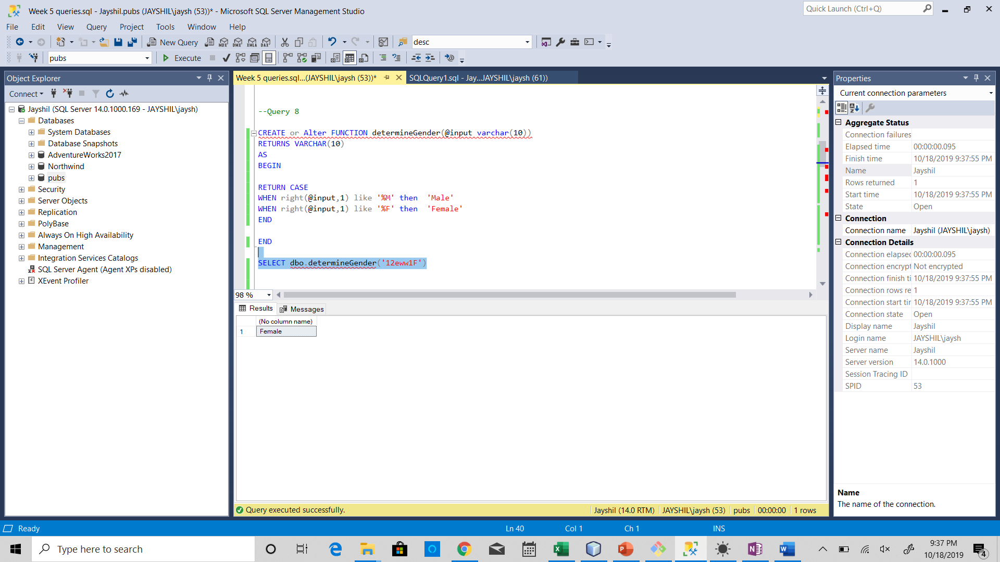 Week 5 queries.sql - Jayshil.pubs (JAYSHIL\jaysh (53))* - Microsoft SQL Server Management Studio
Quick Launch (Ctrl+Q)
File Edit View Query Project Tools Window Help
New Query MDX DMX XMLA DAX desc
pubs Execute
Object Explorer
Connect
Jayshil (SQL Server 14.0.1000.169 - JAYSHIL\jaysh)
Databases
System Databases
Database Snapshots
AdventureWorks2017
Northwind
pubs
Security
Server Objects
Replication
PolyBase
Always On High Availability
Management
Integration Services Catalogs
SQL Server Agent (Agent XPs disabled)
XEvent Profiler
Week 5 queries.sql...(JAYSHIL\jaysh (53))* SQLQuery1.sql - Jay...JAYSHIL\jaysh (61))
--Query 8
CREATE or Alter FUNCTION determineGender(@input varchar(10))
RETURNS VARCHAR(10)
AS
BEGIN
RETURN CASE
WHEN right(@input,1) like '%M' then 'Male'
WHEN right(@input,1) like '%F' then 'Female'
END
END
SELECT dbo.determineGender('12eww1F')
98 %
Results Messages
(No column name)
1 Female
Query executed successfully. Jayshil (14.0 RTM) JAYSHIL\jaysh (53) pubs 00:00:00 1 rows
Properties
Current connection parameters
Aggregate Status
Connection failures
Elapsed time 00:00:00.095
Finish time 10/18/2019 9:37:55 PM
Name Jayshil
Rows returned 1
Start time 10/18/2019 9:37:55 PM
State Open
Connection
Connection name Jayshil (JAYSHIL\jaysh)
Connection Details
Connection elapsec 00:00:00.095
Connection encrypt Not encrypted
Connection finish ti 10/18/2019 9:37:55 PM
Connection rows re 1
Connection start tir 10/18/2019 9:37:55 PM
Connection state Open
Display name Jayshil
Login name JAYSHIL\jaysh
Server name Jayshil
Server version 14.0.1000
Session Tracing ID
SPID 53
Name
The name of the connection.
Ready Ln 40 Col 1 Ch 1 INS
Type here to search
9:37 PM
10/18/2019
4